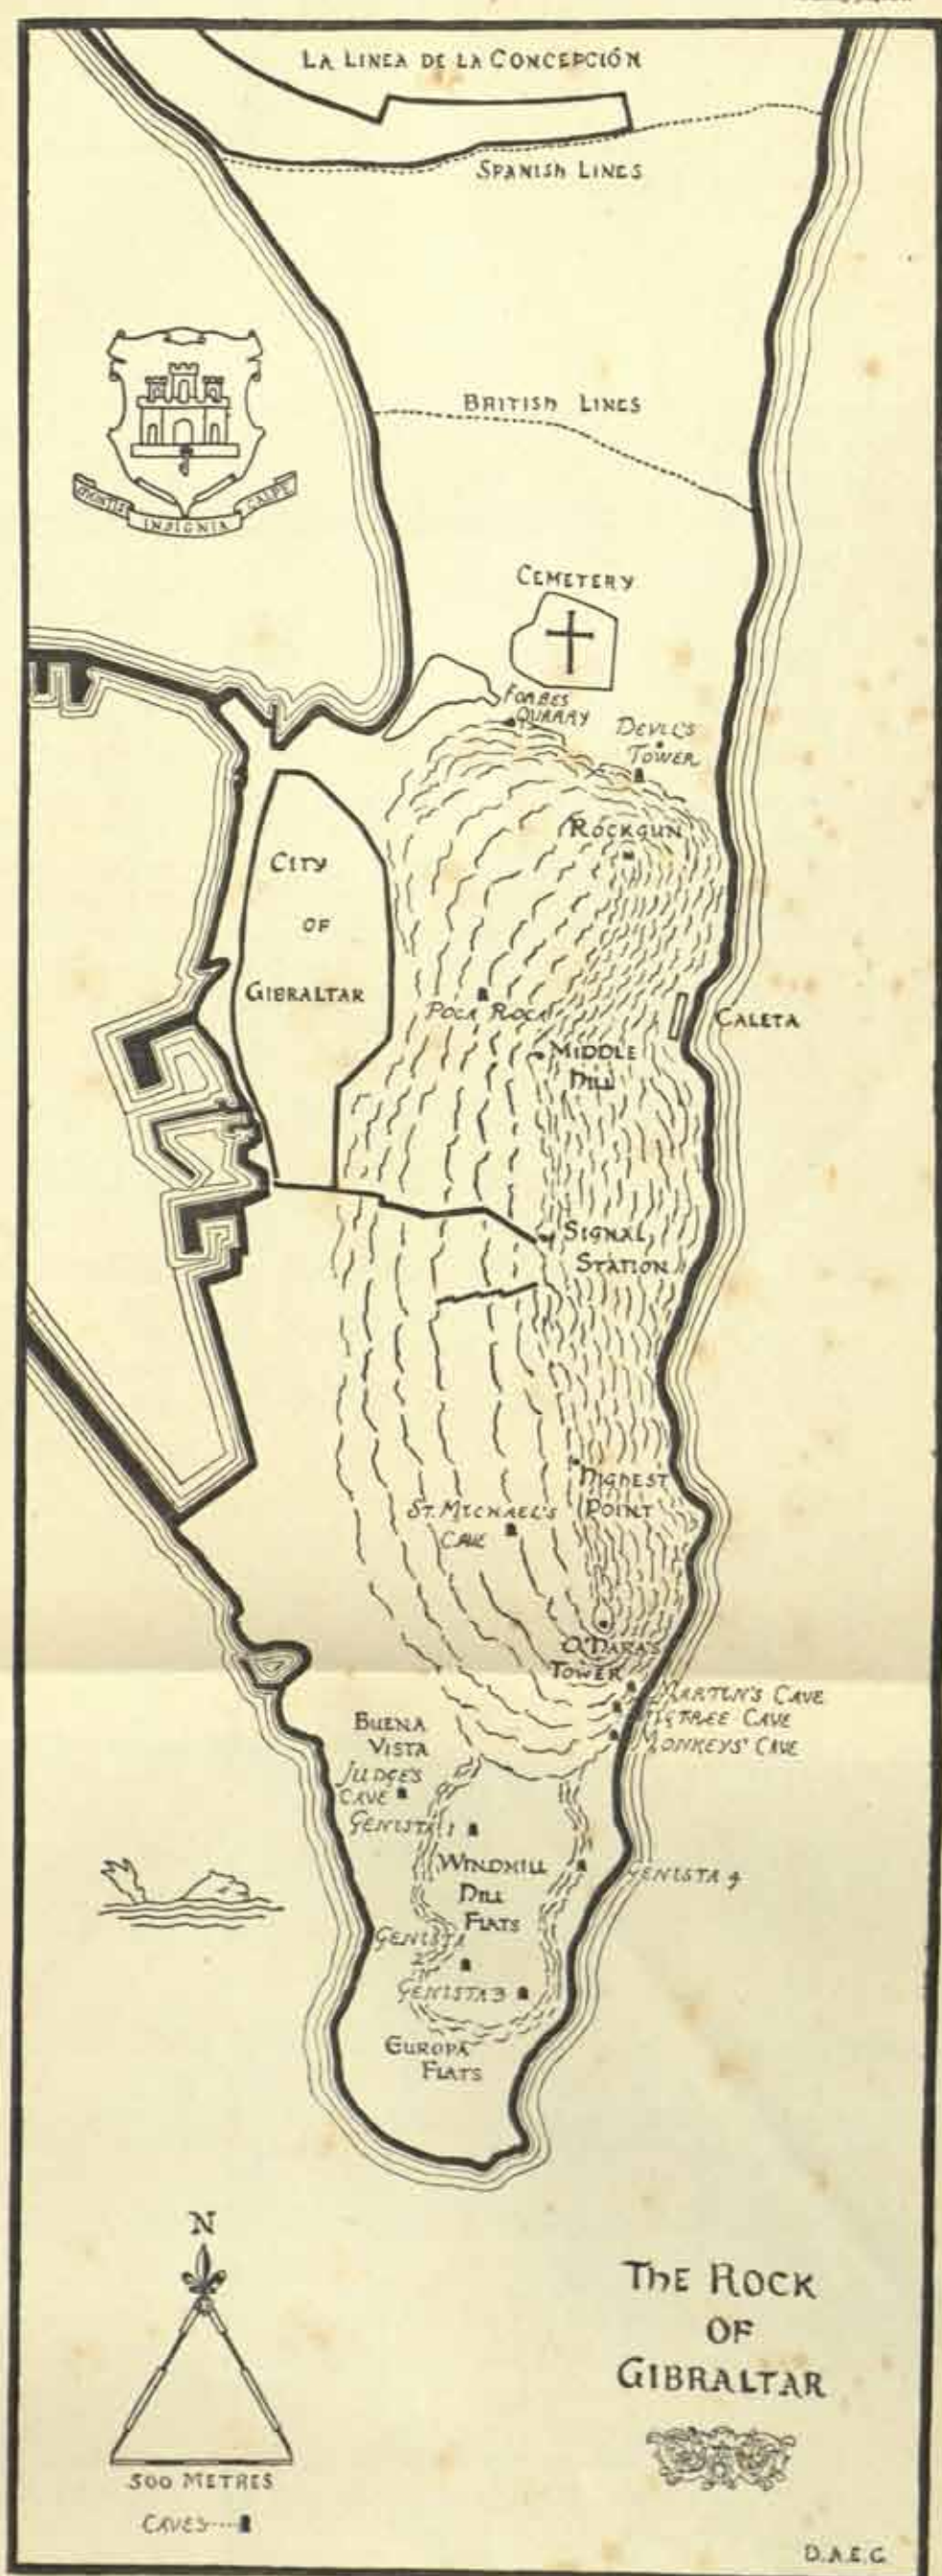 LA LINEA DE LA CONCEPCIÓN
SPANISH LINES
BRITISH LINES
MONTIS INSIGNIA CALPE
CEMETERY
FORBES
QUARRY
DEVIL'S
TOWER
ROCKGUN
CITY
OF
GIBRALTAR
POCA ROCA
CALETA
MIDDLE
HILL
SIGNAL
STATION
HIGHEST
POINT
ST. MICHAEL'S
CAVE
O'HARA'S
TOWER
MARTIN'S CAVE
FIGTREE CAVE
MONKEYS' CAVE
BUENA
VISTA
JUDGE'S
CAVE
GENISTA 1
WINDMILL
HILL
FLATS
GENISTA 4
GENISTA
2
GENISTA 3
EUROPA
FLATS
N
500 METRES
CAVES
THE ROCK
OF
GIBRALTAR
D.A.E.G.